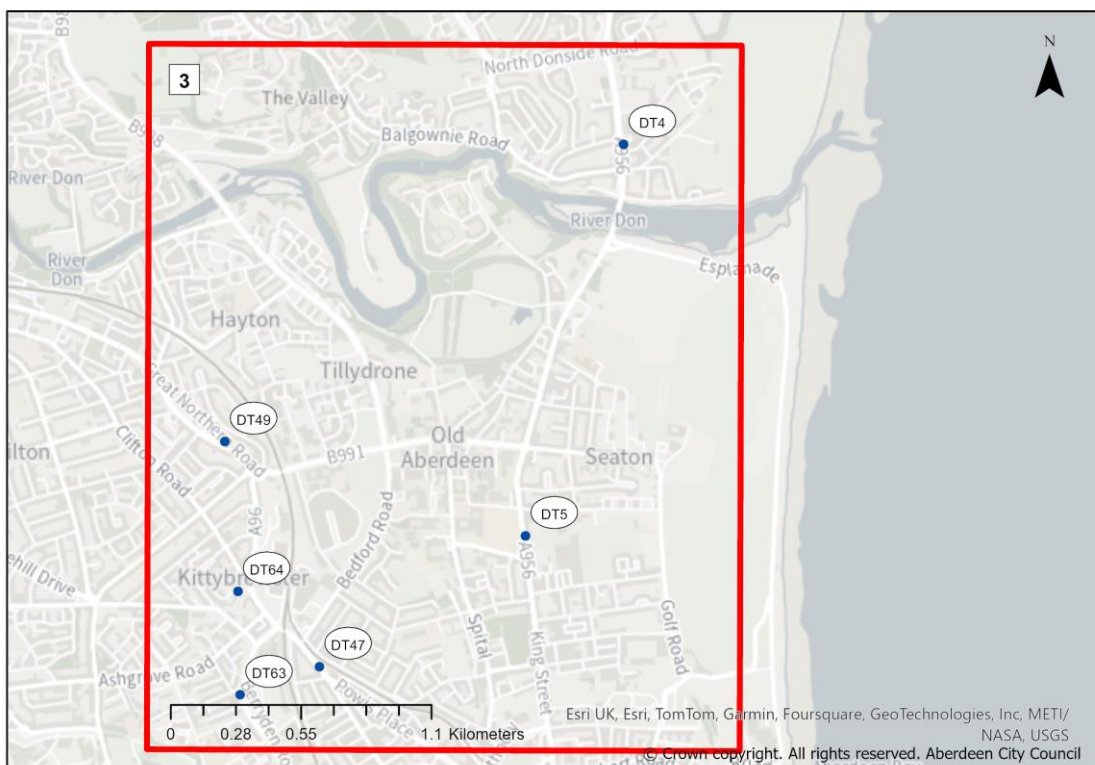 B98
N
3
North Donside Road
The Valley
DT4
B998
Balgownie Road
A956
River Don
River Don
River
Don
Esplanade
Hayton
Tillydrone
Great Northern Road
DT49
Clifton Road
Old
Aberdeen
ilton
B991
Seaton
A96
Bedford Road
DT5
A956
DT64
Kittybrewster
ehill Drive
Spital
King Street
Golf Road
DT47
DT63
Ashgrove Road
Powis Place
0 0.28 0.55 1.1 Kilometers
Esri UK, Esri, TomTom, Garmin, Foursquare, GeoTechnologies, Inc, METI/
NASA, USGS
© Crown copyright. All rights reserved. Aberdeen City Council